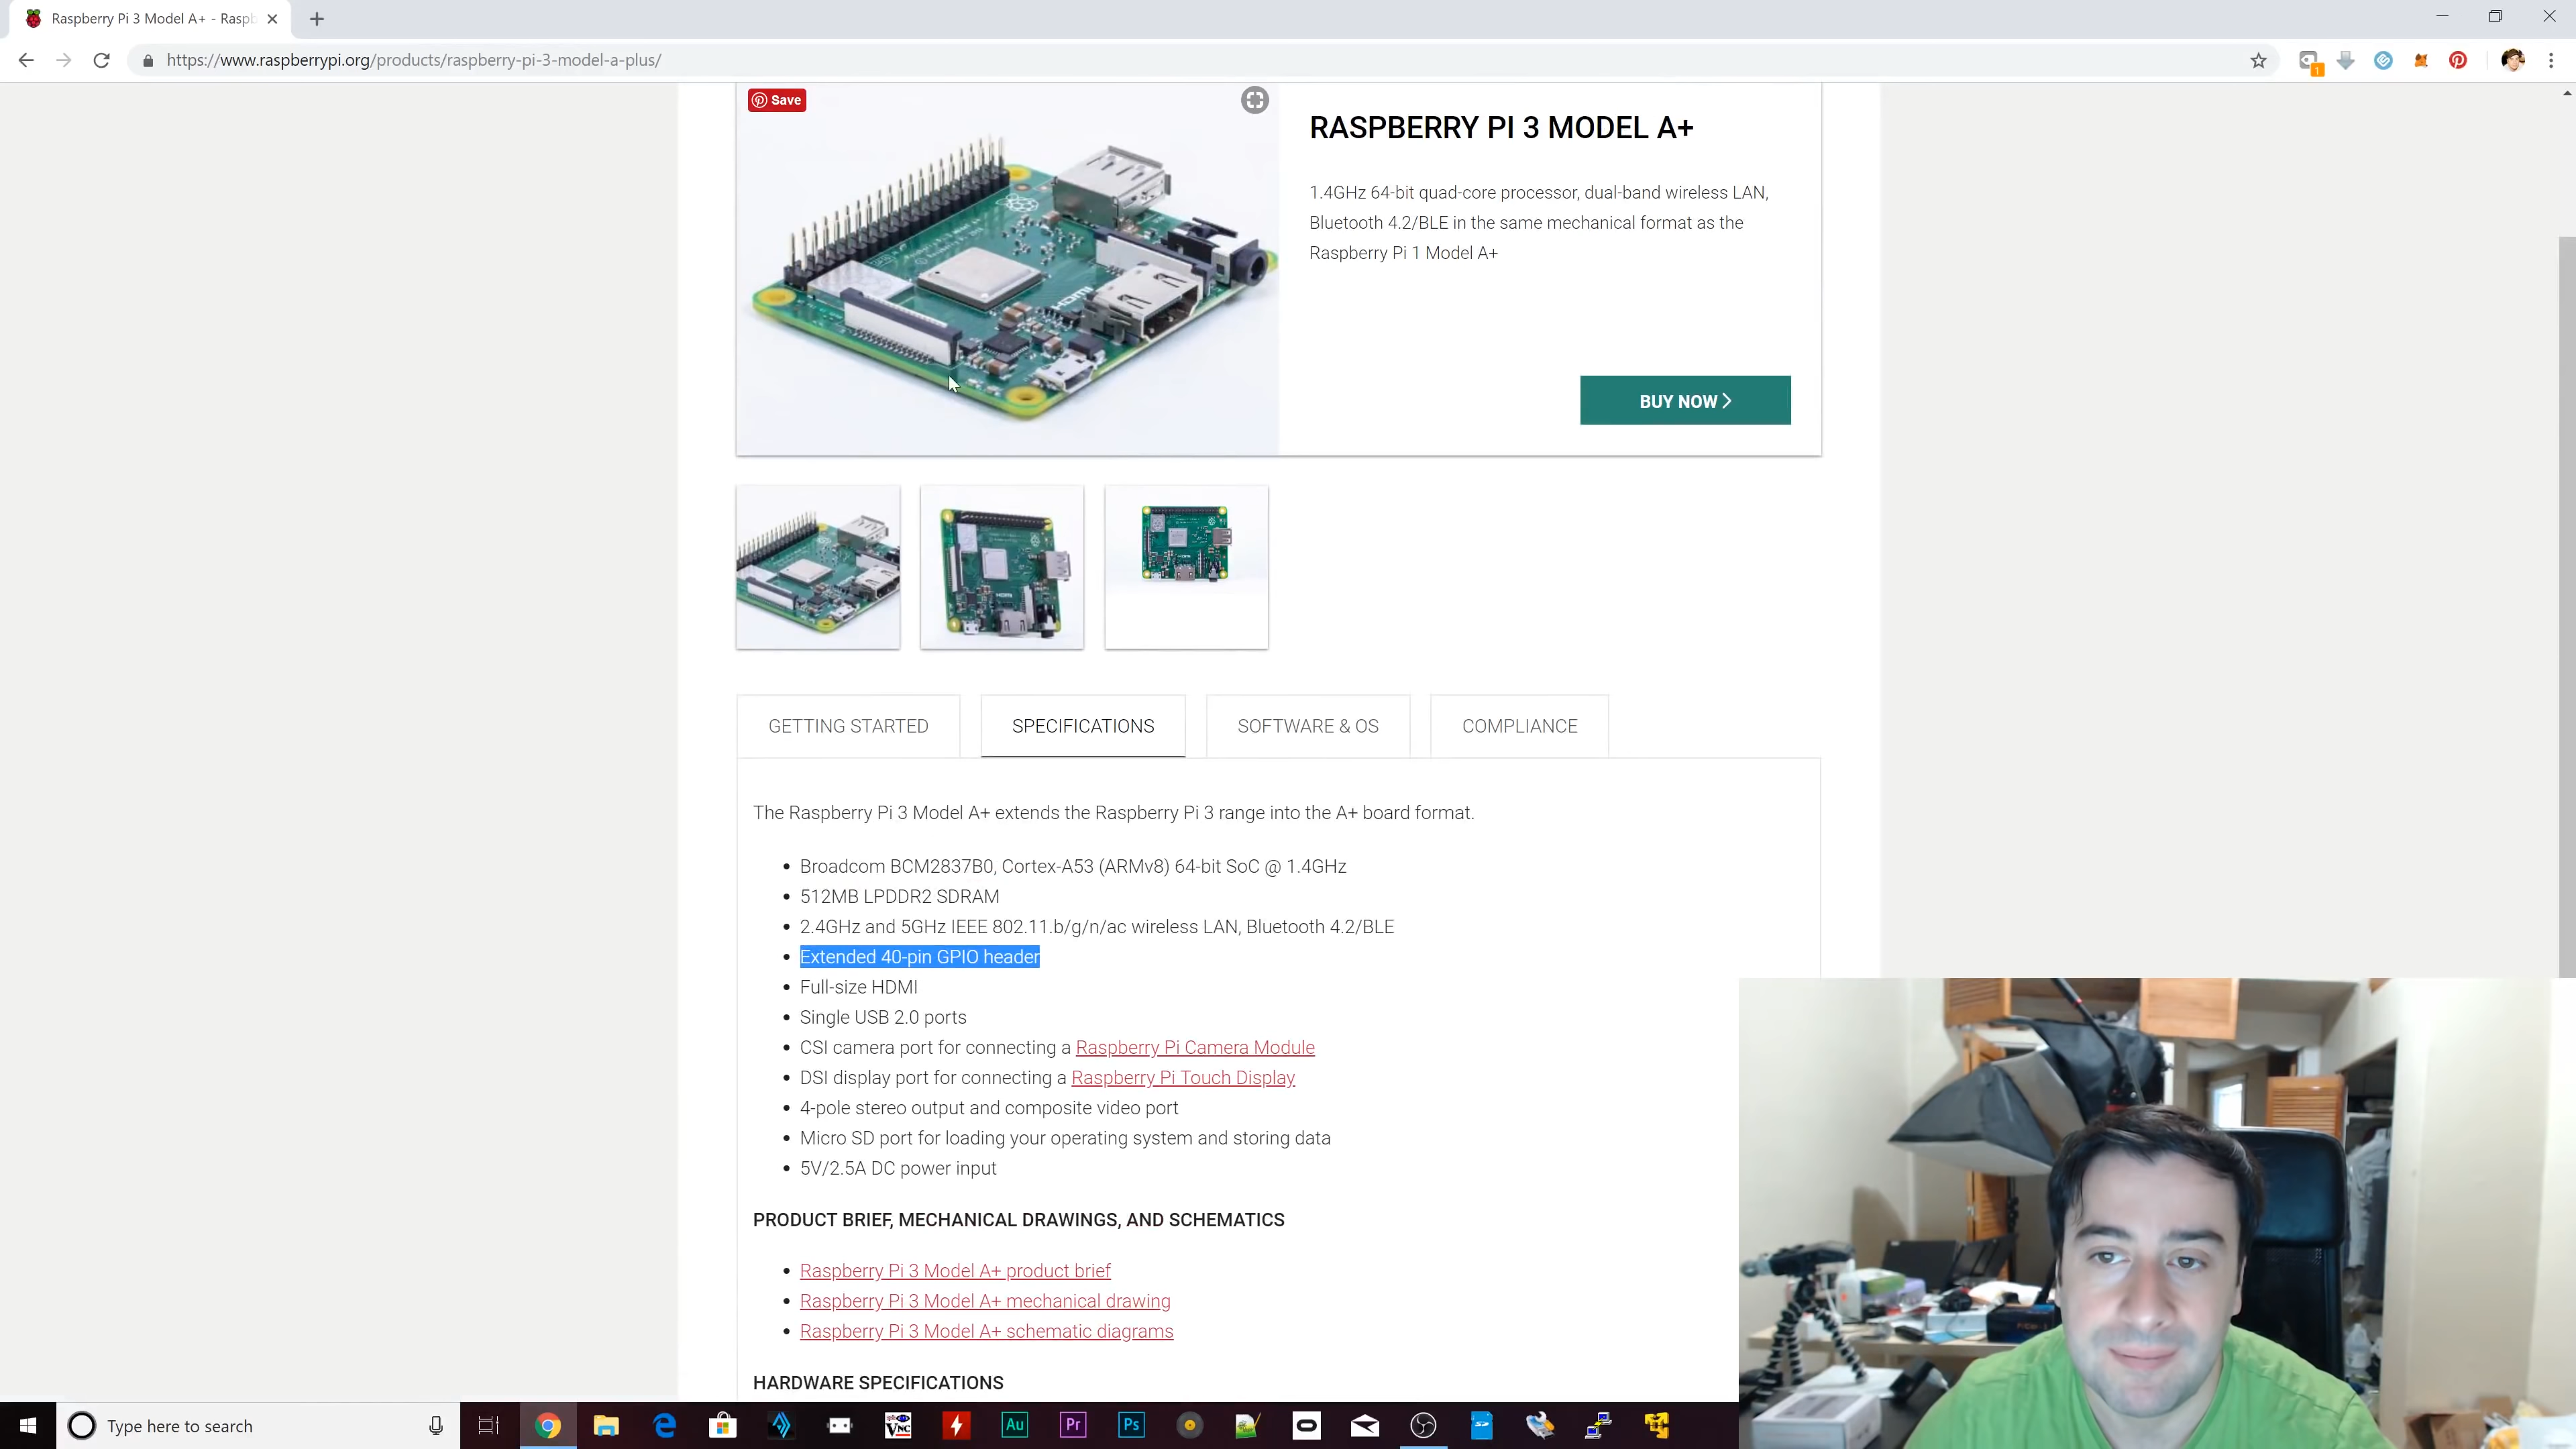 Raspberry Pi 3 Model A+ - Raspb
https://www.raspberrypi.org/products/raspberry-pi-3-model-a-plus/
1
Save
HDMI
RASPBERRY PI 3 MODEL A+
1.4GHz 64-bit quad-core processor, dual-band wireless LAN,
Bluetooth 4.2/BLE in the same mechanical format as the
Raspberry Pi 1 Model A+
BUY NOW
GETTING STARTED
SPECIFICATIONS
SOFTWARE & OS
COMPLIANCE
The Raspberry Pi 3 Model A+ extends the Raspberry Pi 3 range into the A+ board format.
• Broadcom BCM2837B0, Cortex-A53 (ARMv8) 64-bit SoC @ 1.4GHz
• 512MB LPDDR2 SDRAM
• 2.4GHz and 5GHz IEEE 802.11.b/g/n/ac wireless LAN, Bluetooth 4.2/BLE
• Extended 40-pin GPIO header
• Full-size HDMI
• Single USB 2.0 ports
• CSI camera port for connecting a Raspberry Pi Camera Module
• DSI display port for connecting a Raspberry Pi Touch Display
• 4-pole stereo output and composite video port
• Micro SD port for loading your operating system and storing data
• 5V/2.5A DC power input
PRODUCT BRIEF, MECHANICAL DRAWINGS, AND SCHEMATICS
• Raspberry Pi 3 Model A+ product brief
• Raspberry Pi 3 Model A+ mechanical drawing
• Raspberry Pi 3 Model A+ schematic diagrams
HARDWARE SPECIFICATIONS
Type here to search
VNC
Au
Pr
Ps